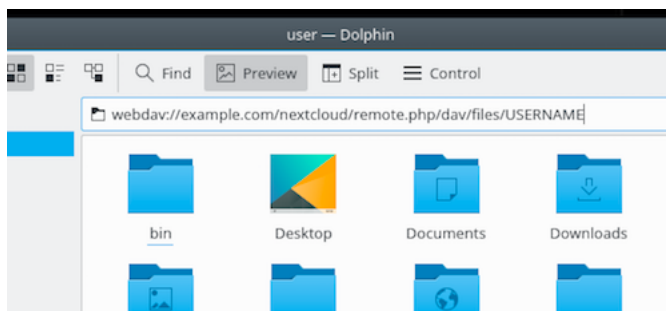 user — Dolphin
Find Preview Split Control
webdav://example.com/nextcloud/remote.php/dav/files/USERNAME
bin Desktop Documents Downloads